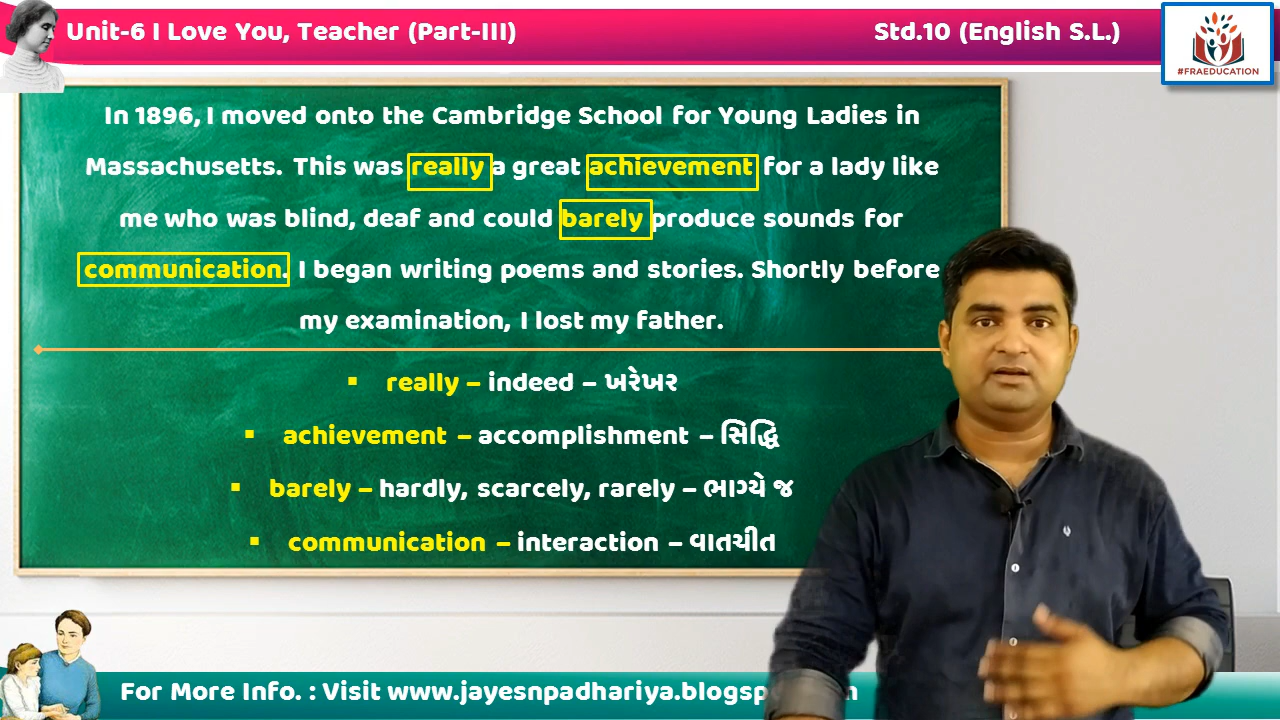 Unit-6 I Love You, Teacher (Part-III)
Std.10 (English S.L.)
#FRAEDUCATION
In 1896, I moved onto the Cambridge School for Young Ladies in
Massachusetts. This was really a great achievement for a lady like
me who was blind, deaf and could barely produce sounds for
communication. I began writing poems and stories. Shortly before
my examination, I lost my father.
▪ really – indeed – ખરેખર
▪ achievement – accomplishment – સિદ્ધિ
▪ barely – hardly, scarcely, rarely – ભાગ્યે જ
▪ communication – interaction – વાતચીત
For More Info. : Visit